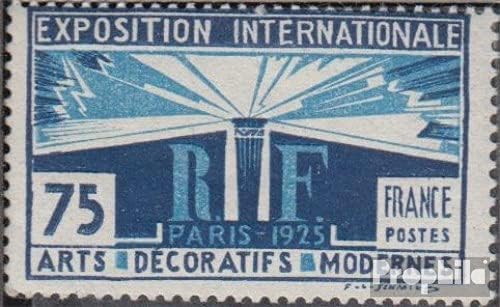 EXPOSITION INTERNATIONALE
R. F.
PARIS-1925
75
FRANCE
POSTES
ARTS DÉCORATIFS MODERNES
Prophila